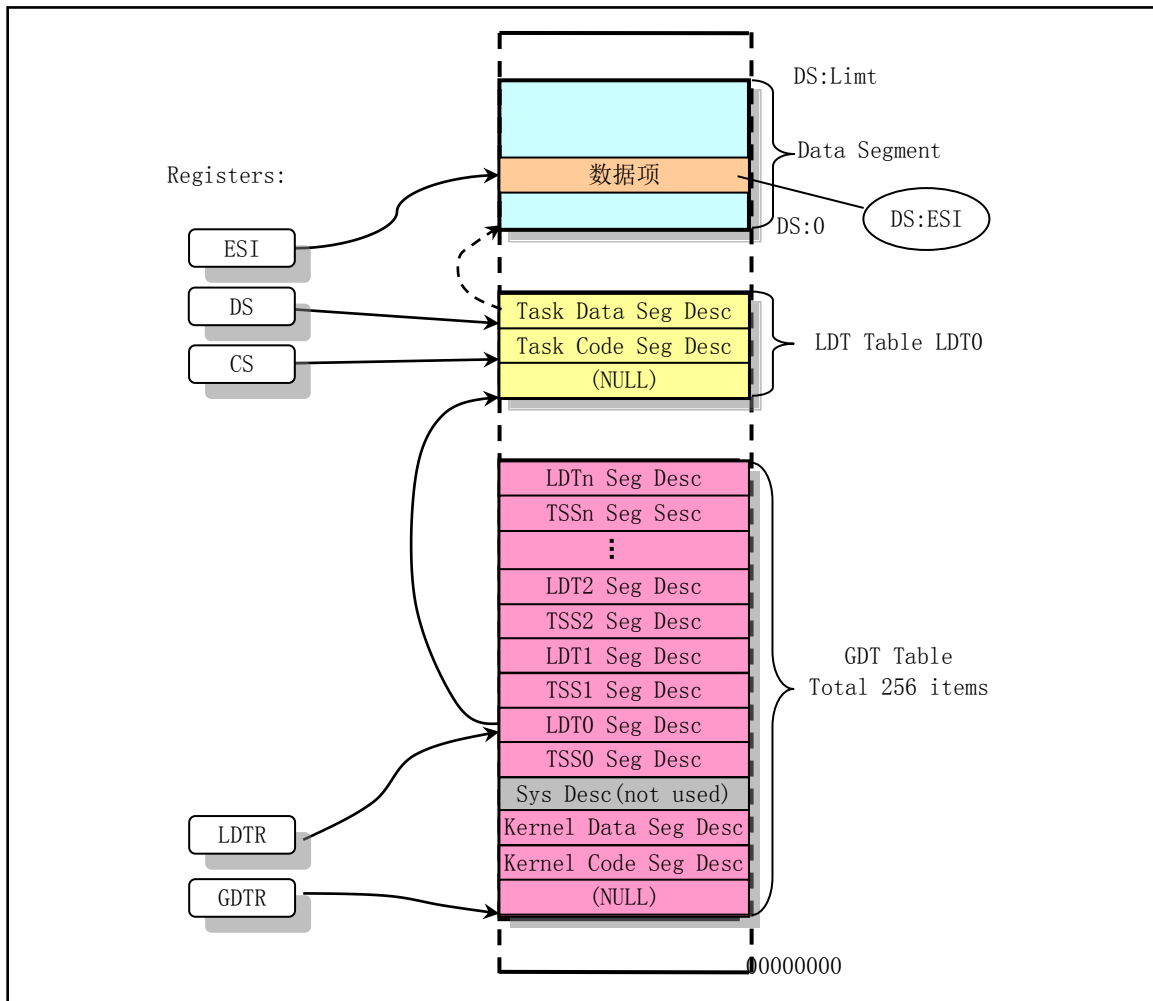 DS:Limt
Data Segment
数据项
Registers:
DS:0
DS:ESI
ESI
DS
CS
Task Data Seg Desc
Task Code Seg Desc
(NULL)
LDT Table LDT0
LDTn Seg Desc
TSSn Seg Sesc
⋮
LDT2 Seg Desc
TSS2 Seg Desc
LDT1 Seg Desc
TSS1 Seg Desc
LDT0 Seg Desc
TSS0 Seg Desc
Sys Desc(not used)
Kernel Data Seg Desc
Kernel Code Seg Desc
(NULL)
GDT Table
Total 256 items
LDTR
GDTR
00000000